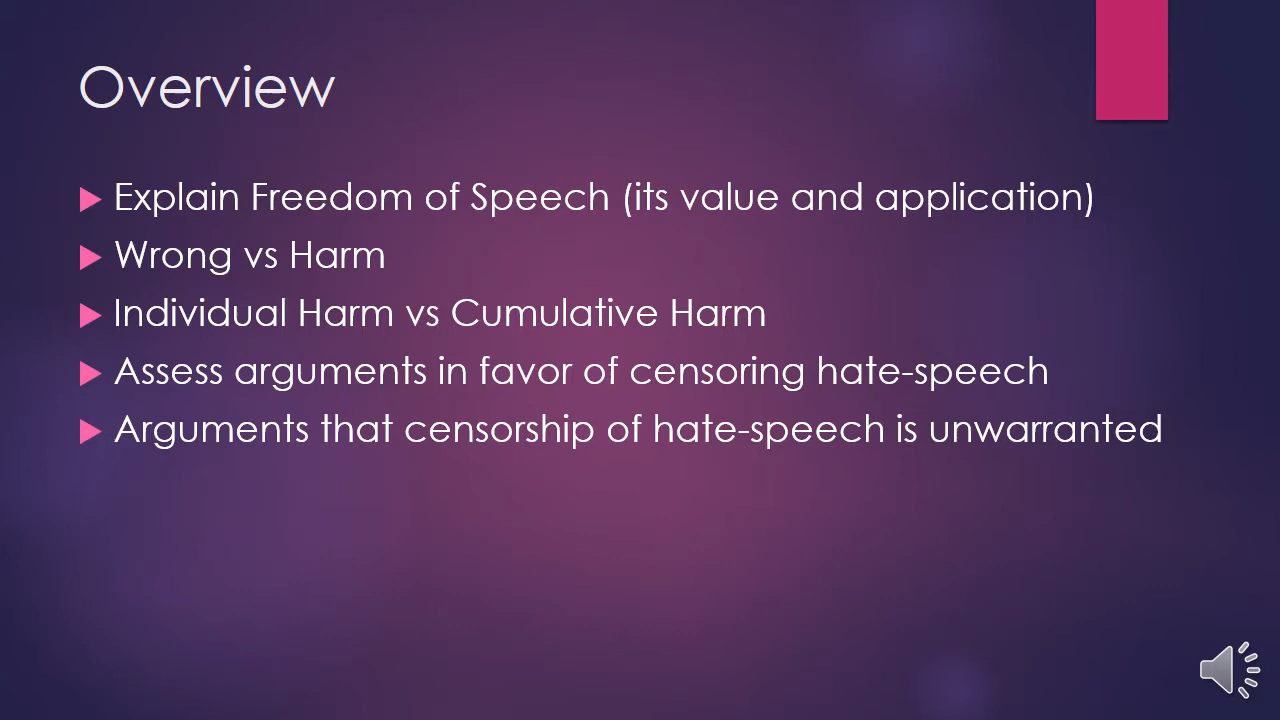 Overview
Explain Freedom of Speech (its value and application)
Wrong vs Harm
Individual Harm vs Cumulative Harm
Assess arguments in favor of censoring hate-speech
Arguments that censorship of hate-speech is unwarranted